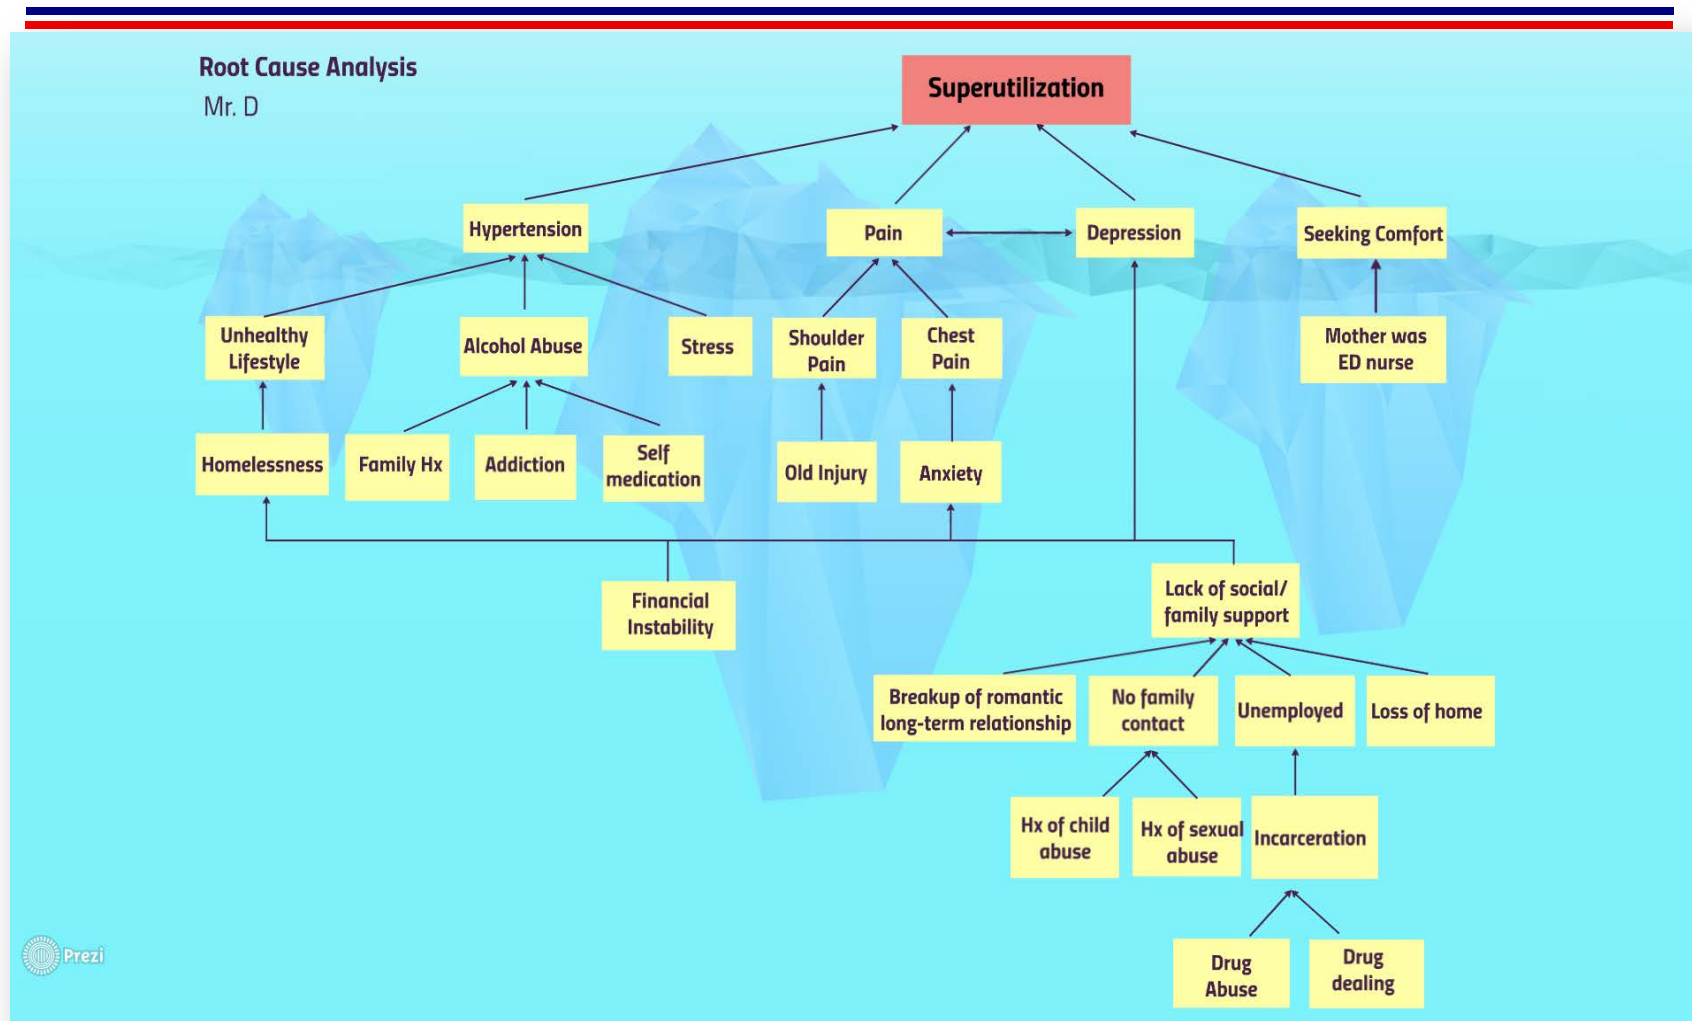 Root Cause Analysis
Mr. D
Superutilization
Hypertension
Pain
Depression
Seeking Comfort
Unhealthy
Lifestyle
Alcohol Abuse
Stress
Shoulder
Pain
Chest
Pain
Mother was
ED nurse
Homelessness
Family Hx
Addiction
Self
medication
Old Injury
Anxiety
Financial
Instability
Lack of social/
family support
Breakup of romantic
long-term relationship
No family
contact
Unemployed
Loss of home
Hx of child
abuse
Hx of sexual
abuse
Incarceration
Drug
Abuse
Drug
dealing
Prezi